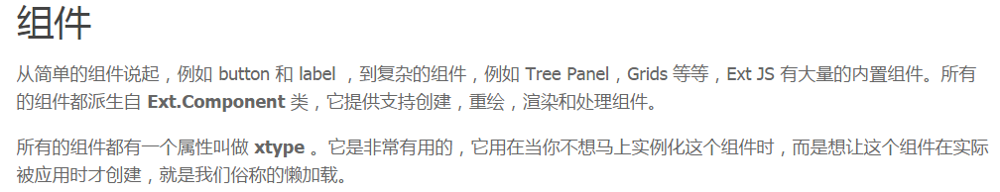 组件
从简单的组件说起，例如 button 和 label ，到复杂的组件，例如 Tree Panel，Grids 等等，Ext JS 有大量的内置组件。所有
的组件都派生自 Ext.Component 类，它提供支持创建，重绘，渲染和处理组件。
所有的组件都有一个属性叫做 xtype 。它是非常有用的，它用在当你不想马上实例化这个组件时，而是想让这个组件在实际
被应用时才创建，就是我们俗称的懒加载。